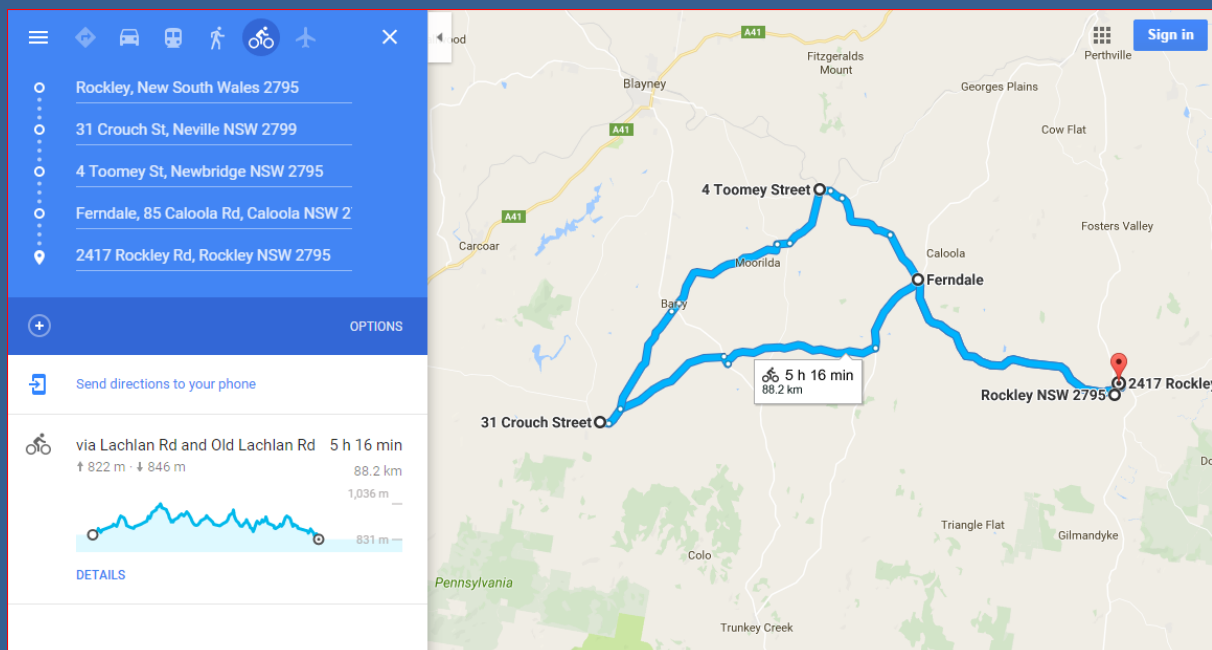 Rockley, New South Wales 2795
31 Crouch St, Neville NSW 2799
4 Toomey St, Newbridge NSW 2795
Ferndale, 85 Caloola Rd, Caloola NSW 2
2417 Rockley Rd, Rockley NSW 2795
OPTIONS
Send directions to your phone
via Lachlan Rd and Old Lachlan Rd 5 h 16 min
822 m · 846 m
88.2 km
1,036 m
831 m
DETAILS
Sign in
A41
Perthville
Fitzgeralds
Mount
Blayney
Georges Plains
A41
Cow Flat
4 Toomey Street
A41
Fosters Valley
Carcoar
Caloola
Moorilda
Ferndale
Barry
5 h 16 min
88.2 km
2417 Rockley
Rockley NSW 2795
31 Crouch Street
Triangle Flat
Gilmandyke
Colo
Pennsylvania
Trunkey Creek